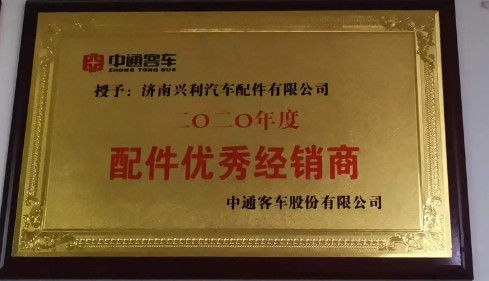 中通客车
ZHONG TONG BUS
授予：济南兴利汽车配件有限公司
二〇二〇年度
配件优秀经销商
中通客车股份有限公司